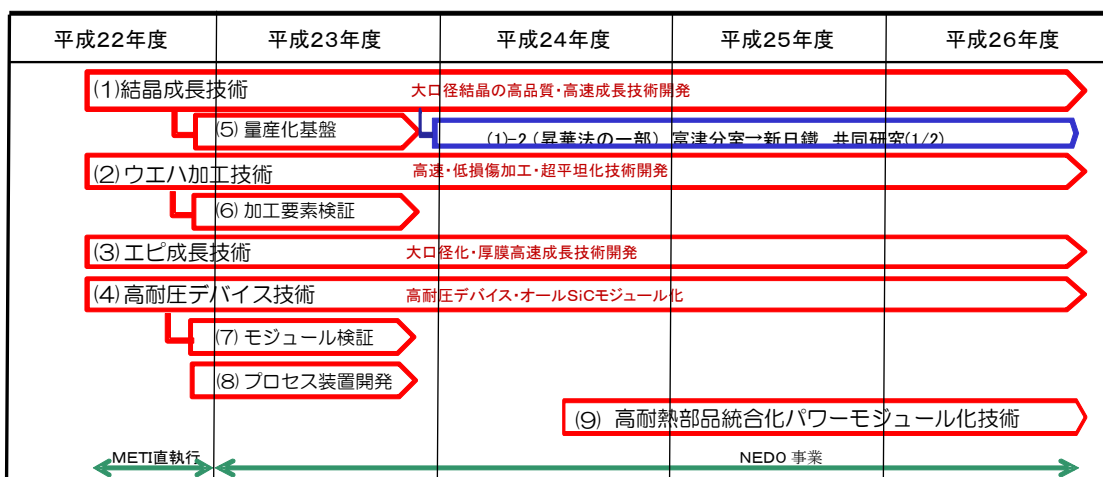 平成22年度 平成23年度 平成24年度 平成25年度 平成26年度
(1)結晶成長技術 大口径結晶の高品質・高速成長技術開発
(5) 量産化基盤 (1)-2 (昇華法の一部) 富津分室→新日鐵 共同研究(1/2)
(2)ウエハ加工技術 高速・低損傷加工・超平坦化技術開発
(6) 加工要素検証
(3)エピ成長技術 大口径化・厚膜高速成長技術開発
(4)高耐圧デバイス技術 高耐圧デバイス・オールSiCモジュール化
(7) モジュール検証
(8) プロセス装置開発
(9) 高耐熱部品統合化パワーモジュール化技術
METI直執行 NEDO 事業